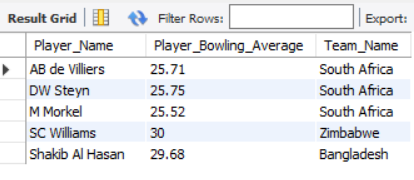 Result Grid Filter Rows: Export:
Player_Name Player_Bowling_Average Team_Name
AB de Villiers 25.71 South Africa
DW Steyn 25.75 South Africa
M Morkel 25.52 South Africa
SC Williams 30 Zimbabwe
Shakib Al Hasan 29.68 Bangladesh